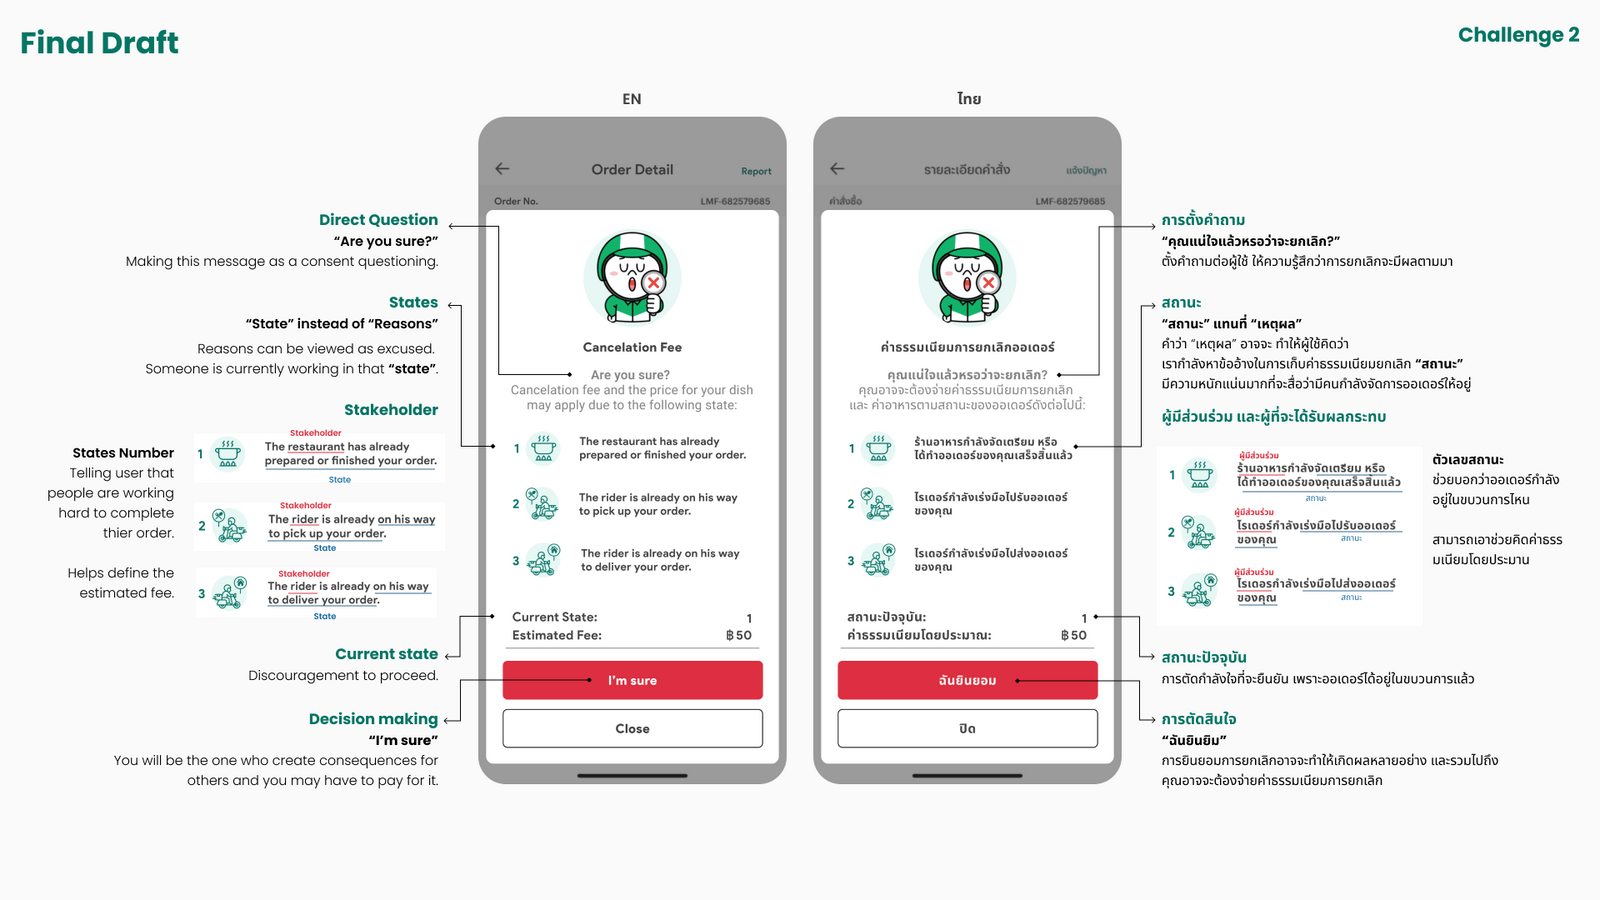 Final Draft
Challenge 2
EN
Order Detail
Report
Order No.
LMF-682579685
Cancelation Fee
Are you sure?
Cancelation fee and the price for your dish
may apply due to the following state:
1
The restaurant has already
prepared or finished your order.
2
The rider is already on his way
to pick up your order.
3
The rider is already on his way
to deliver your order.
Current State:
1
Estimated Fee:
฿50
I'm sure
Close
ไทย
รายละเอียดคำสั่ง
แจ้งปัญหา
คำสั่งซื้อ
LMF-682579685
ค่าธรรมเนียมการยกเลิกออเดอร์
คุณแน่ใจแล้วหรอว่าจะยกเลิก?
คุณอาจจะต้องจ่ายค่าธรรมเนียมการยกเลิก
และ ค่าอาหารตามสถานะของออเดอร์ดังต่อไปนี้:
1
ร้านอาหารกำลังจัดเตรียม หรือ
ได้ทำออเดอร์ของคุณเสร็จสิ้นแล้ว
2
ไรเดอร์กำลังเร่งมือไปรับออเดอร์
ของคุณ
3
ไรเดอร์กำลังเร่งมือไปส่งออเดอร์
ของคุณ
สถานะปัจจุบัน:
1
ค่าธรรมเนียมโดยประมาณ:
฿50
ฉันยินยอม
ปิด
Direct Question
“Are you sure?”
Making this message as a consent questioning.
States
“State” instead of “Reasons”
Reasons can be viewed as excused.
Someone is currently working in that “state”.
Stakeholder
States Number
Telling user that
people are working
hard to complete
thier order.
Helps define the
estimated fee.
Stakeholder
1
The restaurant has already
prepared or finished your order.
State
Stakeholder
2
The rider is already on his way
to pick up your order.
State
Stakeholder
3
The rider is already on his way
to deliver your order.
State
Current state
Discouragement to proceed.
Decision making
“I’m sure”
You will be the one who create consequences for
others and you may have to pay for it.
การตั้งคำถาม
“คุณแน่ใจแล้วหรอว่าจะยกเลิก?”
ตั้งคำถามต่อผู้ใช้ ให้ความรู้สึกว่าการยกเลิกจะมีผลตามมา
สถานะ
“สถานะ” แทนที่ “เหตุผล”
คำว่า “เหตุผล” อาจจะ ทำให้ผู้ใช้คิดว่า
เรากำลังหาข้ออ้างในการเก็บค่าธรรมเนียมยกเลิก “สถานะ”
มีความหนักแน่นมากที่จะสื่อว่ามีคนกำลังจัดการออเดอร์ให้อยู่
ผู้มีส่วนร่วม และผู้ที่จะได้รับผลกระทบ
ผู้มีส่วนร่วม
1
ร้านอาหารกำลังจัดเตรียม หรือ
ได้ทำออเดอร์ของคุณเสร็จสิ้นแล้ว
สถานะ
ผู้มีส่วนร่วม
2
ไรเดอร์กำลังเร่งมือไปรับออเดอร์
ของคุณ
สถานะ
ผู้มีส่วนร่วม
3
ไรเดอร์กำลังเร่งมือไปส่งออเดอร์
ของคุณ
สถานะ
ตัวเลขสถานะ
ช่วยบอกว่าออเดอร์กำลัง
อยู่ในขบวนการไหน
สามารถเอาช่วยคิดค่าธรร
มเนียมโดยประมาน
สถานะปัจจุบัน
การตัดกำลังใจที่จะยืนยัน เพราะออเดอร์ได้อยู่ในขบวนการแล้ว
การตัดสินใจ
“ฉันยินยิม”
การยินยอมการยกเลิกอาจจะทำให้เกิดผลหลายอย่าง และรวมไปถึง
คุณอาจจะต้องจ่ายค่าธรรมเนียมการยกเลิก